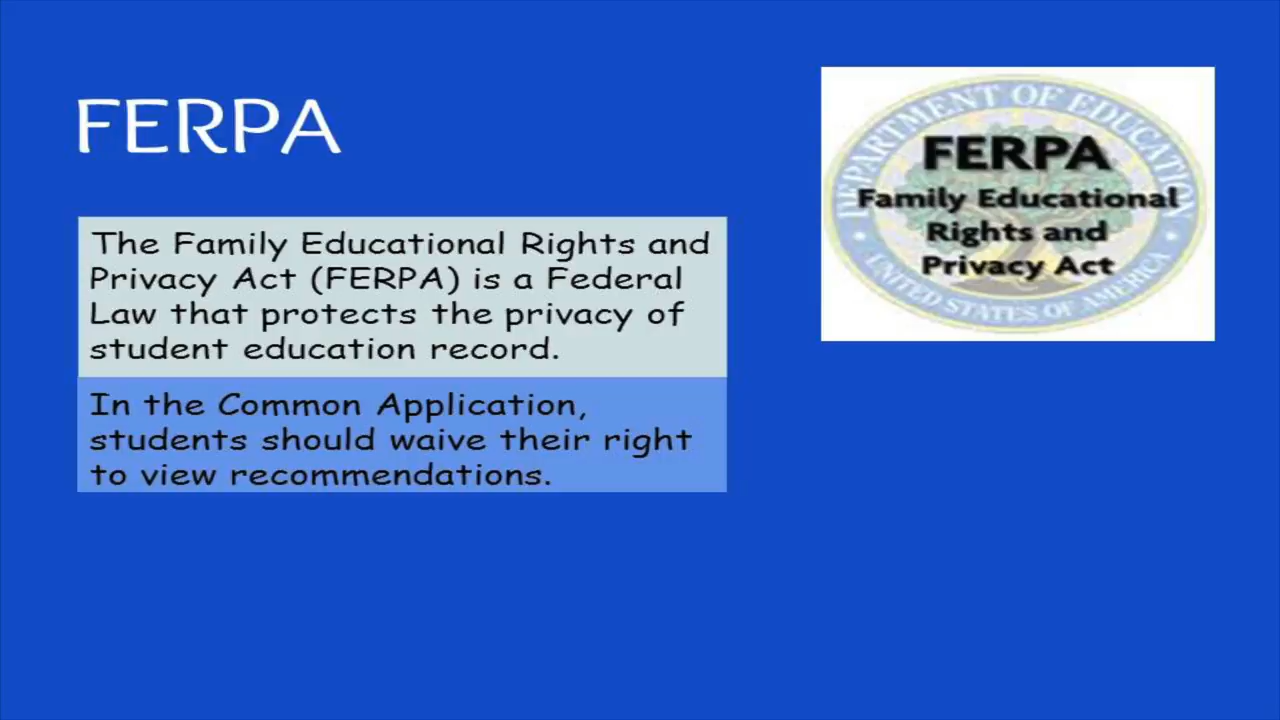 FERPA
The Family Educational Rights and
Privacy Act (FERPA) is a Federal
Law that protects the privacy of
student education record.
In the Common Application,
students should waive their right
to view recommendations.
DEPARTMENT OF EDUCATION
FERPA
Family Educational
Rights and
Privacy Act
UNITED STATES OF AMERICA